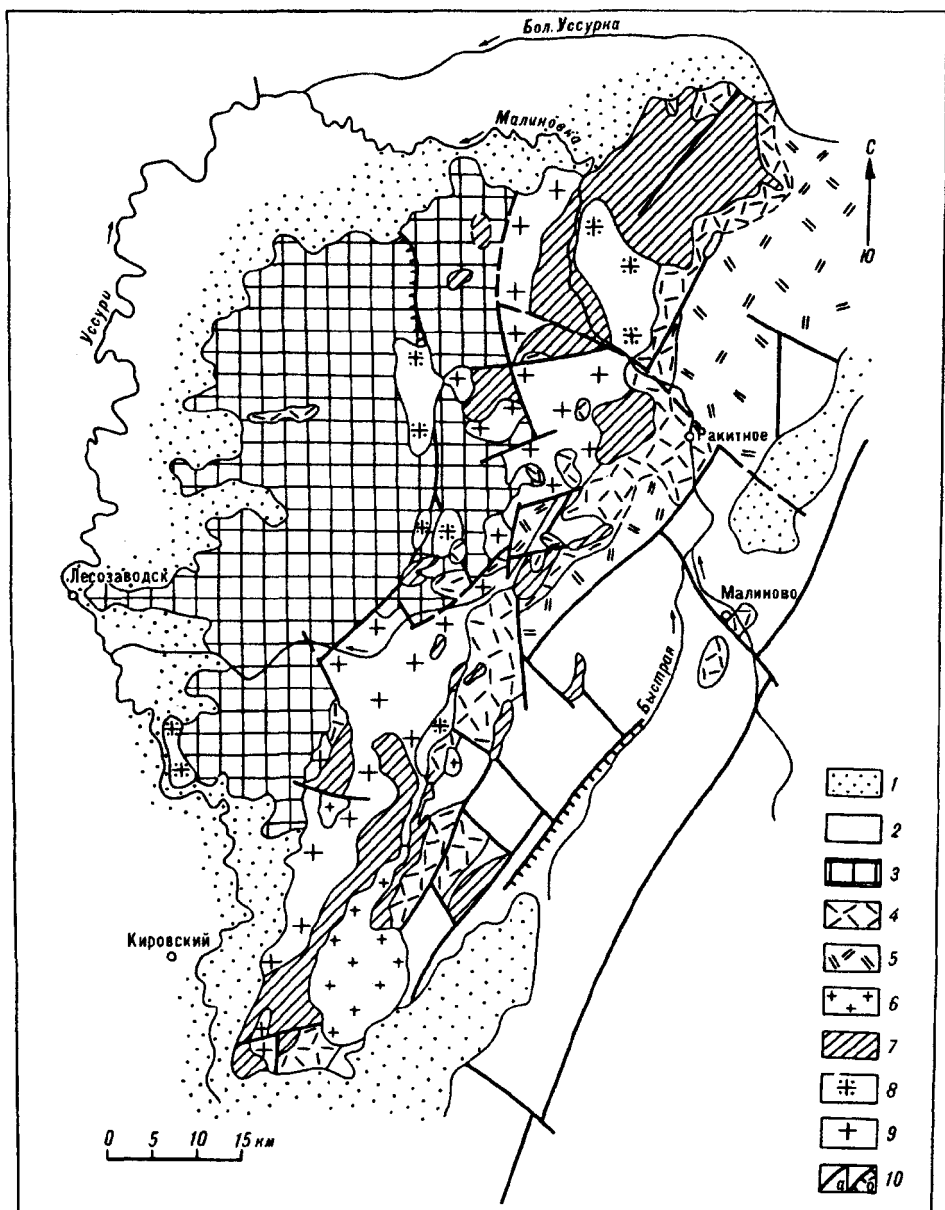 Бол. Уссурка
Малиновка
С
Ю
Уссури
Ракитное
Лесозаводск
Малиново
Быстрая
Кировский
0 5 10 15 км
1
2
3
4
5
6
7
8
9
а б 10